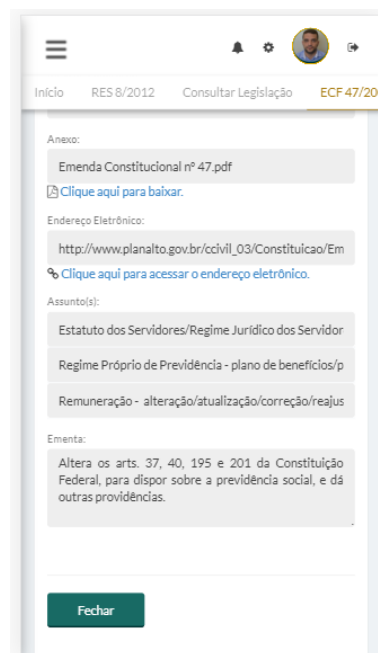 Início RES 8/2012 Consultar Legislação ECF 47/20
Anexo:
Emenda Constitucional nº 47.pdf
Clique aqui para baixar.
Endereço Eletrônico:
http://www.planalto.gov.br/ccivil_03/Constituicao/Em
Clique aqui para acessar o endereço eletrônico.
Assunto(s):
Estatuto dos Servidores/Regime Jurídico dos Servidor
Regime Próprio de Previdência - plano de benefícios/p
Remuneração - alteração/atualização/correção/reajus
Ementa:
Altera os arts. 37, 40, 195 e 201 da Constituição
Federal, para dispor sobre a previdência social, e dá
outras providências.
Fechar